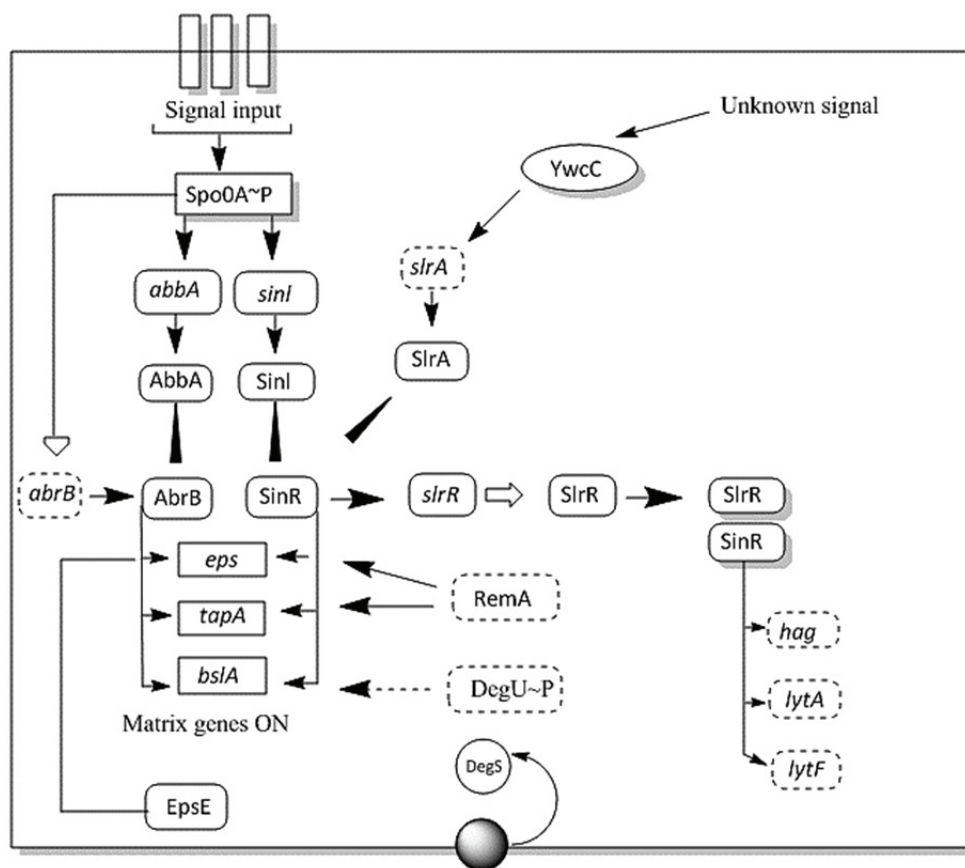 Signal input
Unknown signal
YwcC
Spo0A~P
slrA
abbA
sinI
SlrA
AbbA
SinI
abrB
AbrB
SinR
slrR
SlrR
SlrR
SinR
eps
RemA
tapA
hag
bslA
DegU~P
lytA
Matrix genes ON
DegS
lytF
EpsE